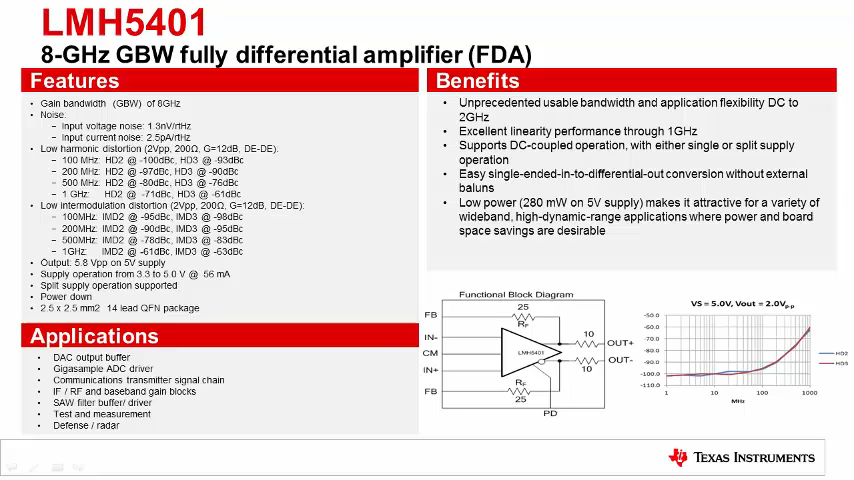 LMH5401
8-GHz GBW fully differential amplifier (FDA)
Features
• Gain bandwidth (GBW) of 8GHz
• Noise:
− Input voltage noise: 1.3nV/rtHz
− Input current noise: 2.5pA/rtHz
• Low harmonic distortion (2Vpp, 200Ω, G=12dB, DE-DE):
− 100 MHz: HD2 @ -100dBc, HD3 @ -93dBc
− 200 MHz: HD2 @ -97dBc, HD3 @ -90dBc
− 500 MHz: HD2 @ -80dBc, HD3 @ -76dBc
− 1 GHz: HD2 @ -71dBc, HD3 @ -61dBc
• Low intermodulation distortion (2Vpp, 200Ω, G=12dB, DE-DE):
− 100MHz: IMD2 @ -95dBc, IMD3 @ -98dBc
− 200MHz: IMD2 @ -90dBc, IMD3 @ -95dBc
− 500MHz: IMD2 @ -78dBc, IMD3 @ -83dBc
− 1GHz: IMD2 @ -61dBc, IMD3 @ -63dBc
• Output: 5.8 Vpp on 5V supply
• Supply operation from 3.3 to 5.0 V @ 56 mA
• Split supply operation supported
• Power down
• 2.5 x 2.5 mm2 14 lead QFN package
Applications
• DAC output buffer
• Gigasample ADC driver
• Communications transmitter signal chain
• IF / RF and baseband gain blocks
• SAW filter buffer/ driver
• Test and measurement
• Defense / radar
Benefits
• Unprecedented usable bandwidth and application flexibility DC to
2GHz
• Excellent linearity performance through 1GHz
• Supports DC-coupled operation, with either single or split supply
operation
• Easy single-ended-in-to-differential-out conversion without external
baluns
• Low power (280 mW on 5V supply) makes it attractive for a variety of
wideband, high-dynamic-range applications where power and board
space savings are desirable
Functional Block Diagram
25
FB
RF
10
IN-
OUT+
CM
LMH5401
OUT-
IN+
10
RF
FB
25
PD
VS = 5.0V, Vout = 2.0Vp-p
-50.0
-60.0
-70.0
-80.0
-90.0
-100.0
-110.0
1 10 100 1000
MHz
HD2
HD3
TEXAS INSTRUMENTS